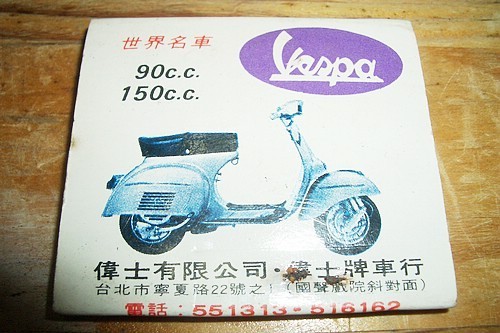 世界名車
Vespa
90c.c.
150c.c.
偉士有限公司·偉士牌車行
台北市寧夏路22號之1(國聲戲院斜對面)
電話:551313-516162